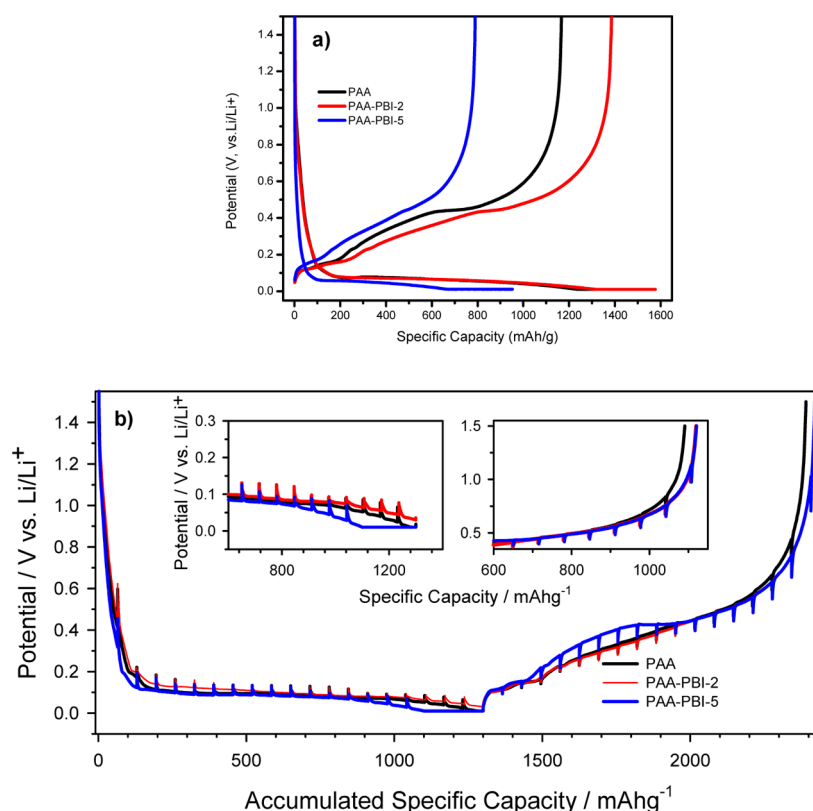 a)
1.4
1.2
1.0
0.8
0.6
0.4
0.2
0.0
Potential (V, vs.Li/Li+)
PAA
PAA-PBI-2
PAA-PBI-5
0 200 400 600 800 1000 1200 1400 1600
Specific Capacity (mAh/g)
b)
1.4
1.2
1.0
0.8
0.6
0.4
0.2
0.0
Potential / V vs. Li/Li+
0.3
0.2
0.1
0.0
Potential / V vs. Li/Li+
800 1200
1.5
1.0
0.5
600 800 1000
Specific Capacity / mAhg-1
Specific Capacity / mAhg-1
PAA
PAA-PBI-2
PAA-PBI-5
0 500 1000 1500 2000
Accumulated Specific Capacity / mAhg-1